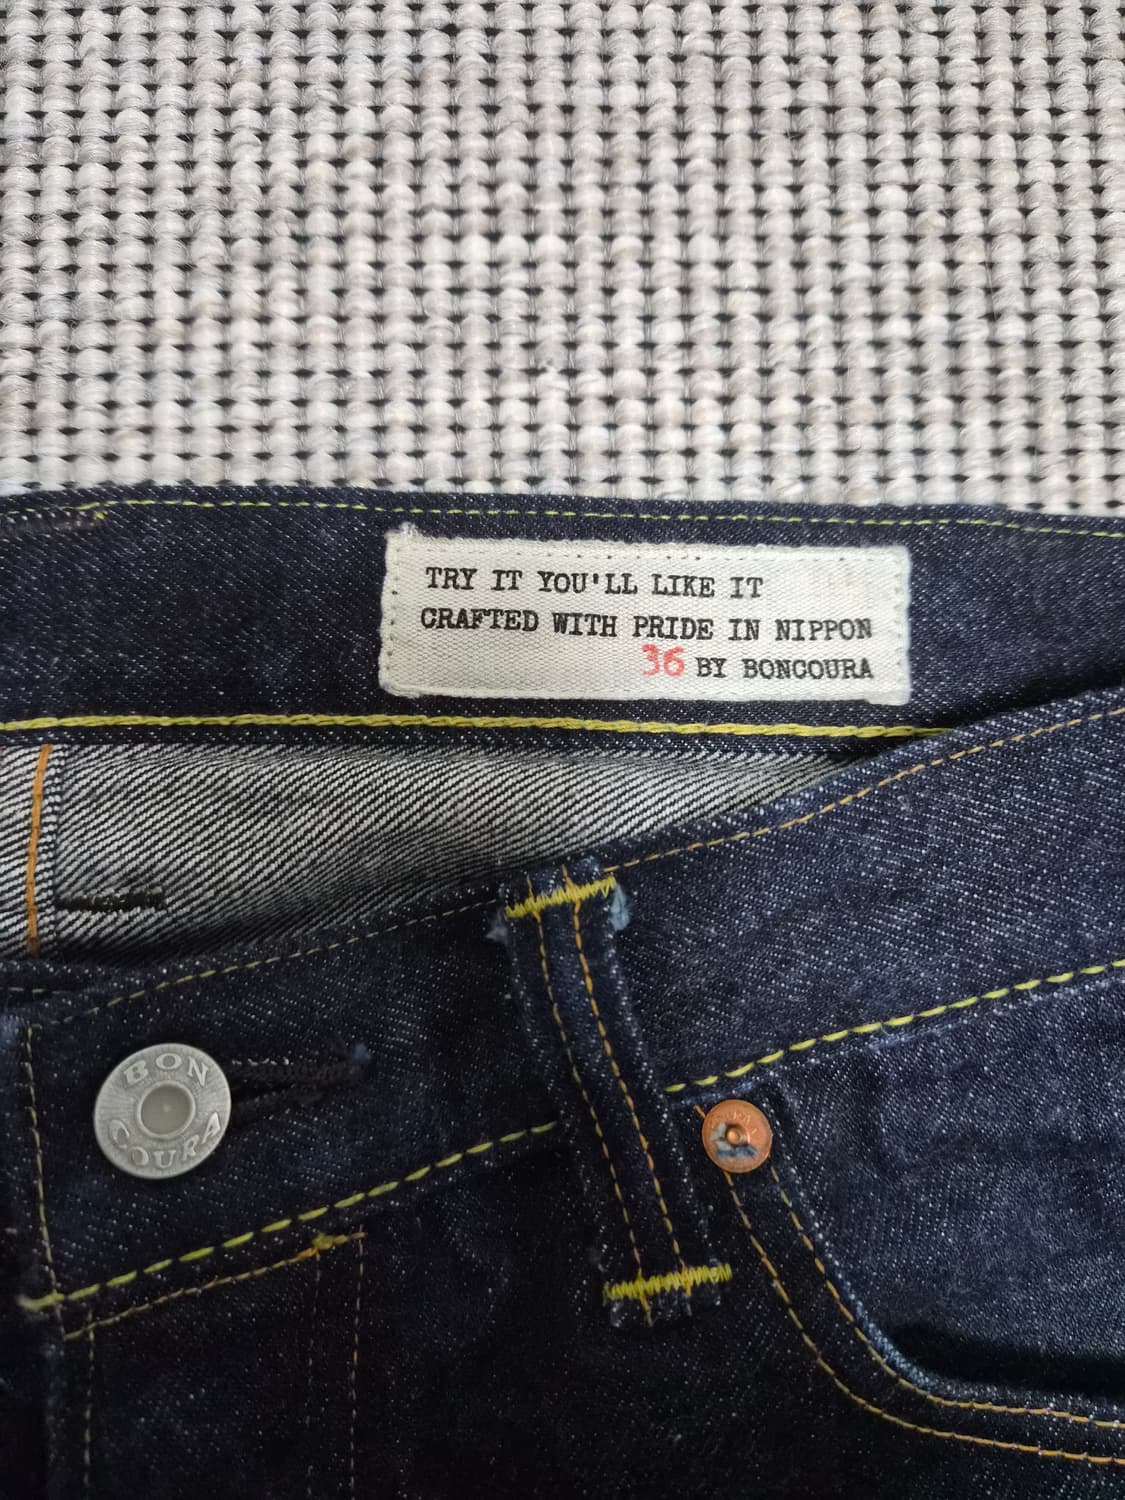 TRY IT YOU'LL LIKE IT
CRAFTED WITH PRIDE IN NIPPON
36 BY BONCOURA
BON
COURA